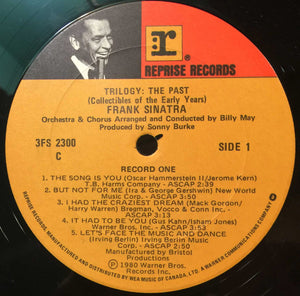 r:
REPRISE RECORDS
TRILOGY: THE PAST
(Collectibles of the Early Years)
FRANK SINATRA
Orchestra & Chorus Arranged and Conducted by Billy May
Produced by Sonny Burke
3FS 2300
C
SIDE 1
RECORD ONE
1. THE SONG IS YOU (Oscar Hammerstein II/Jerome Kern)
T.B. Harms Company - ASCAP 2:39
2. BUT NOT FOR ME (Ira & George Gershwin) New World
Music Corp. - ASCAP 3:50
3. I HAD THE CRAZIEST DREAM (Mack Gordon/
Harry Warren) Bregman, Vocco & Conn Inc. -
ASCAP 3:13
4. IT HAD TO BE YOU (Gus Kahn/Isham Jones)
Warner Bros. Inc. - ASCAP 3:53
5. LET'S FACE THE MUSIC AND DANCE
(Irving Berlin) Irving Berlin Music
Corp. - ASCAP 2:50
Manufactured by Bristol
Productions
℗ 1980 Warner Bros.
Records Inc.
REPRISE RECORDS, MANUFACTURED AND DISTRIBUTED BY WEA MUSIC OF CANADA, LTD. A WARNER COMMUNICATIONS COMPANY